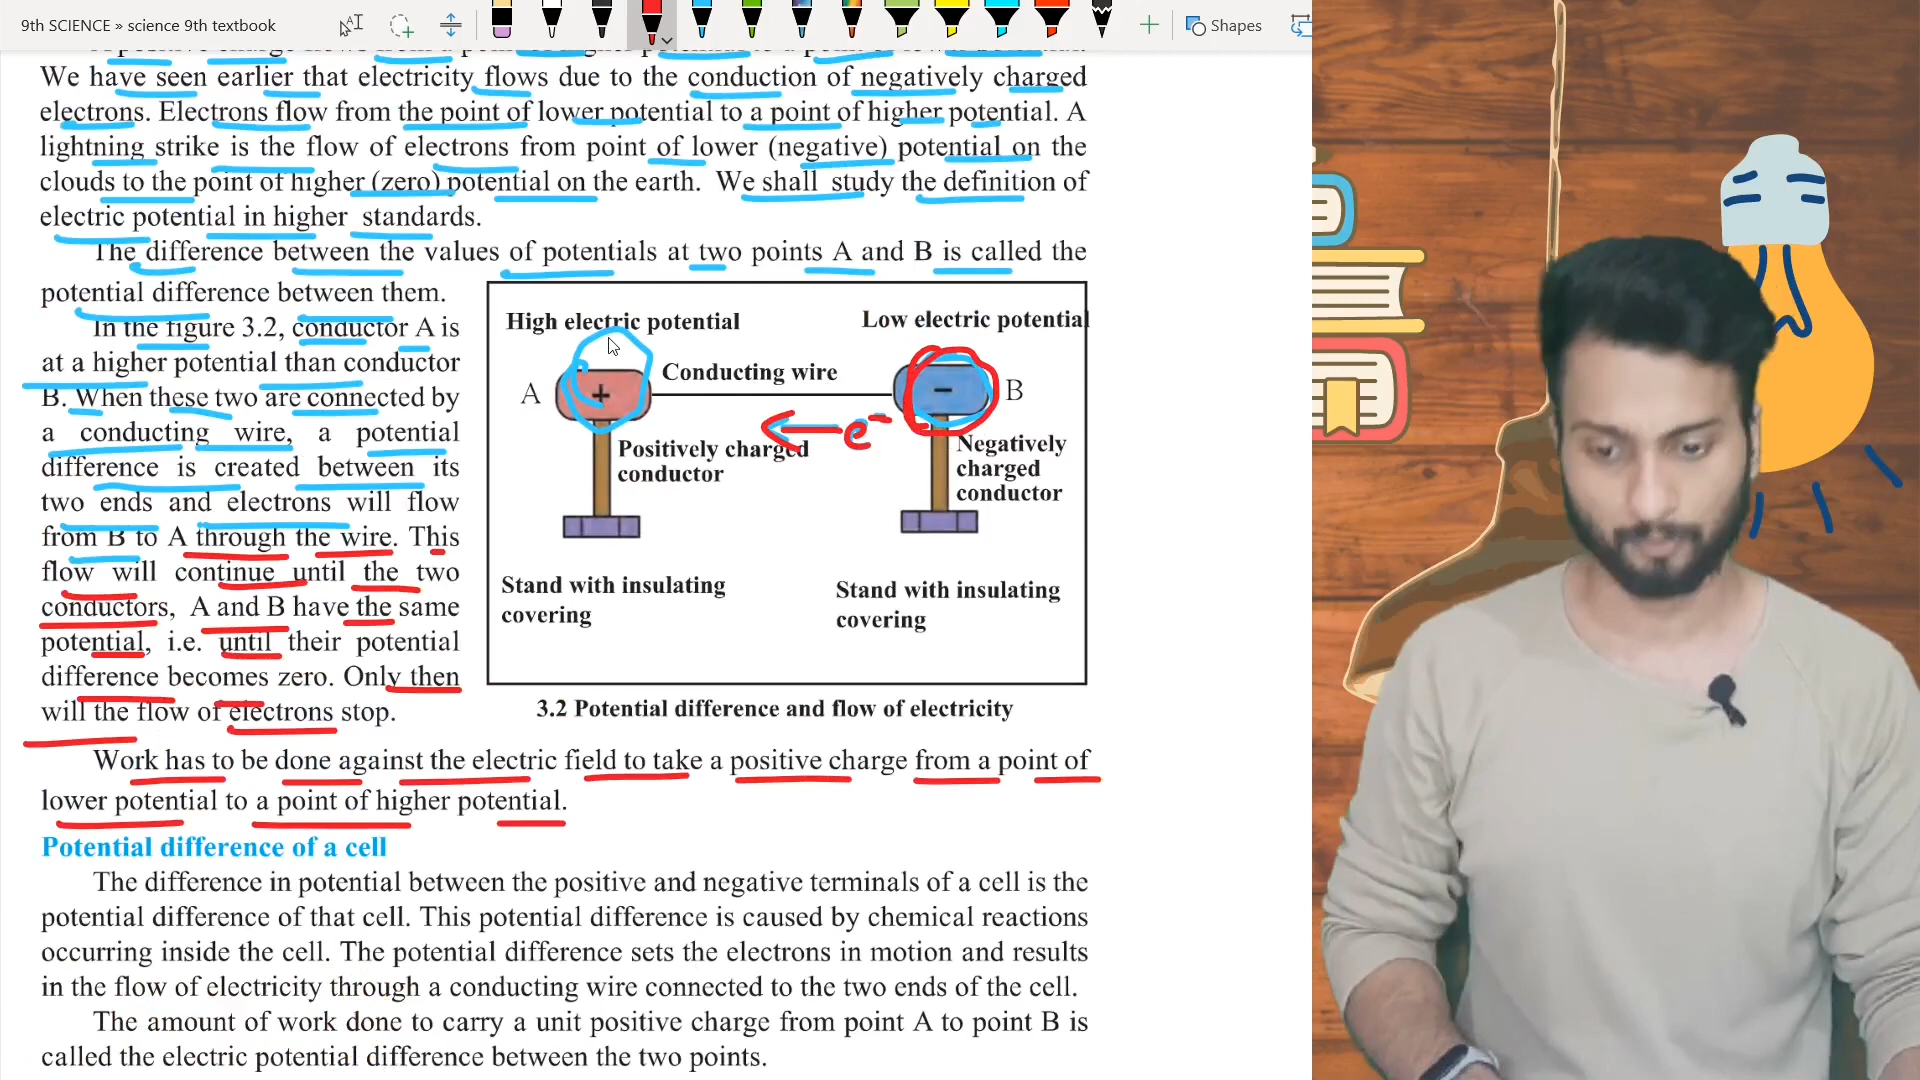 9th SCIENCE » science 9th textbook
Shapes
We have seen earlier that electricity flows due to the conduction of negatively charged
electrons. Electrons flow from the point of lower potential to a point of higher potential. A
lightning strike is the flow of electrons from point of lower (negative) potential on the
clouds to the point of higher (zero) potential on the earth. We shall study the definition of
electric potential in higher standards.
The difference between the values of potentials at two points A and B is called the
potential difference between them.
In the figure 3.2, conductor A is
at a higher potential than conductor
B. When these two are connected by
a conducting wire, a potential
difference is created between its
two ends and electrons will flow
from B to A through the wire. This
flow will continue until the two
conductors, A and B have the same
potential, i.e. until their potential
difference becomes zero. Only then
will the flow of electrons stop.
High electric potential
Low electric potential
Conducting wire
A
+
−
B
e−
Positively charged
conductor
Negatively
charged
conductor
Stand with insulating
covering
Stand with insulating
covering
3.2 Potential difference and flow of electricity
Work has to be done against the electric field to take a positive charge from a point of
lower potential to a point of higher potential.
Potential difference of a cell
The difference in potential between the positive and negative terminals of a cell is the
potential difference of that cell. This potential difference is caused by chemical reactions
occurring inside the cell. The potential difference sets the electrons in motion and results
in the flow of electricity through a conducting wire connected to the two ends of the cell.
The amount of work done to carry a unit positive charge from point A to point B is
called the electric potential difference between the two points.